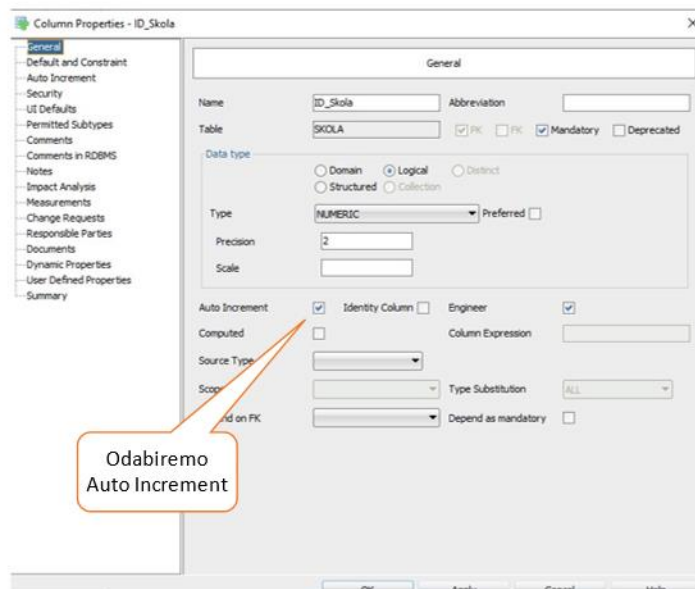 Column Properties - ID_Skola
General
Default and Constraint
Auto Increment
Security
UI Defaults
Permitted Subtypes
Comments
Comments in RDBMS
Notes
Impact Analysis
Measurements
Change Requests
Responsible Parties
Documents
Dynamic Properties
User Defined Properties
Summary
General
Name ID_Skola Abbreviation
Table SKOLA PK FK Mandatory Deprecated
Data type
Domain Logical Distinct
Structured Collection
Type NUMERIC Preferred
Precision 2
Scale
Auto Increment Identity Column Engineer
Computed Column Expression
Source Type
Type Substitution ALL
on FK Depend as mandatory
Odabiremo
Auto Increment